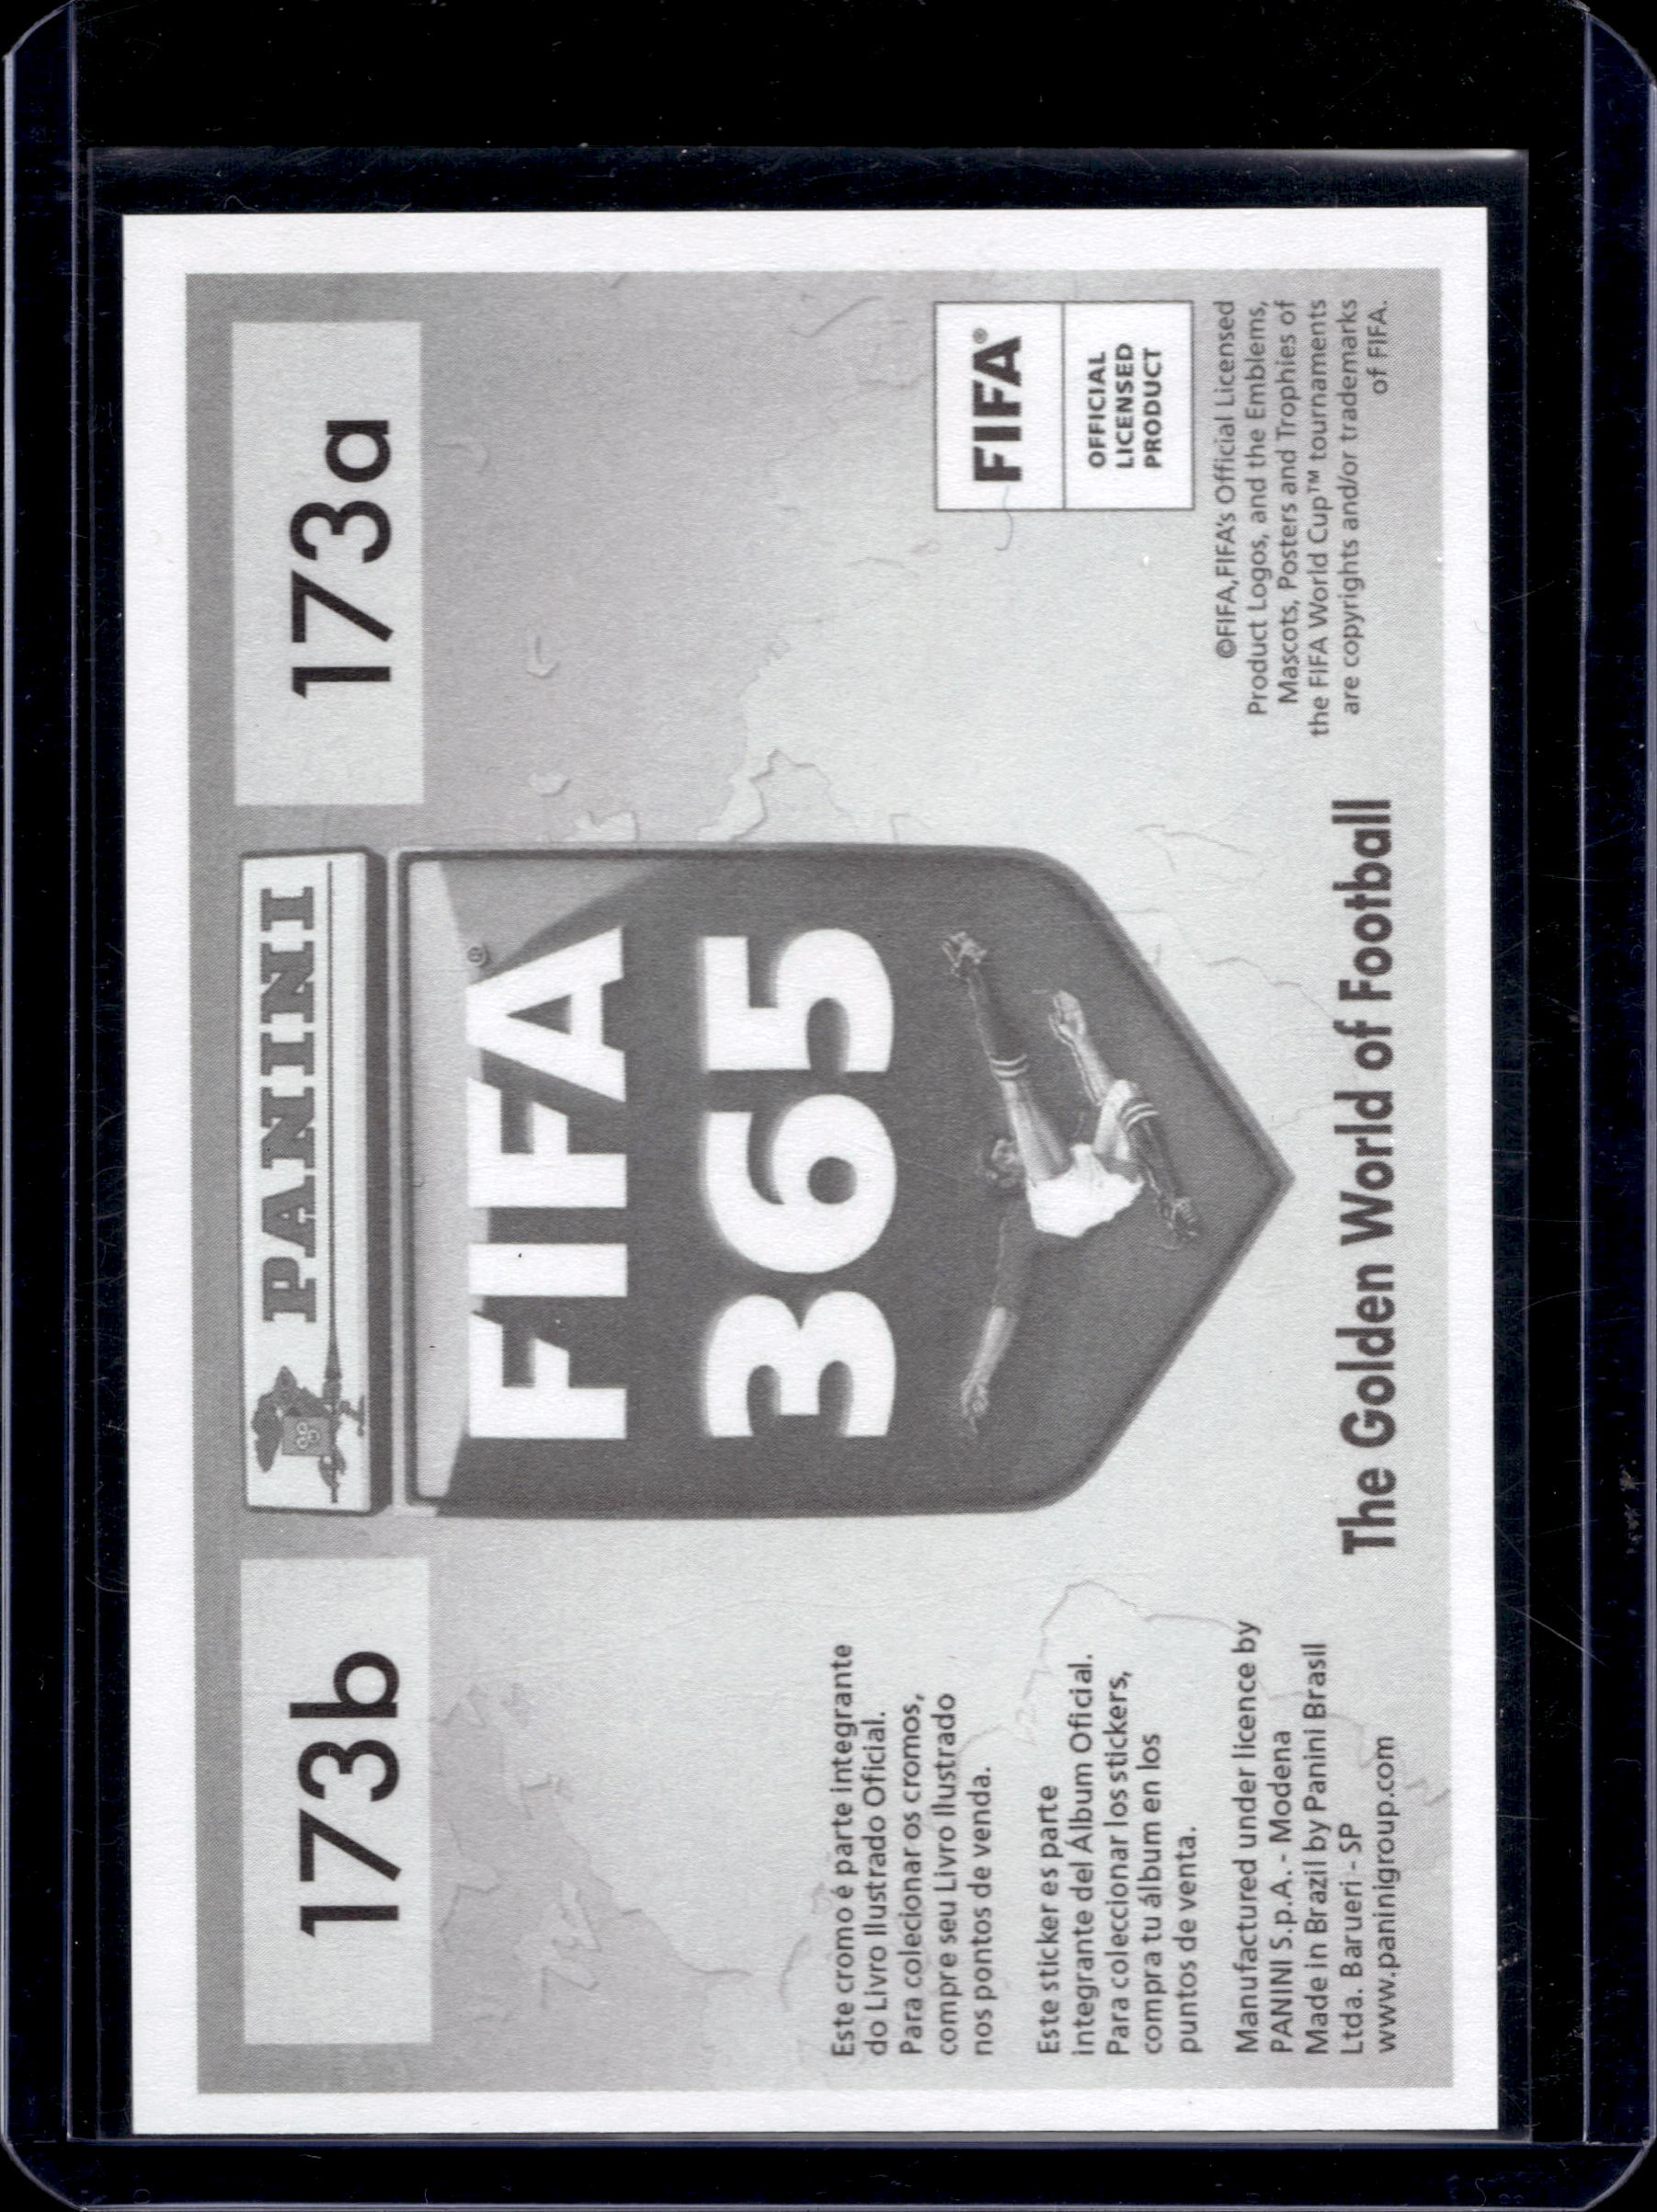 173b
PANINI
173a
FIFA®
365
The Golden World of Football
Este cromo é parte integrante
do Livro Ilustrado Oficial.
Para colecionar os cromos,
compre seu Livro Ilustrado
nos pontos de venda.
Este sticker es parte
integrante del Álbum Oficial.
Para coleccionar los stickers,
compra tu álbum en los
puntos de venta.
Manufactured under licence by
PANINI S.p.A. - Modena
Made in Brazil by Panini Brasil
Ltda. Barueri - SP
www.paninigroup.com
FIFA®
OFFICIAL
LICENSED
PRODUCT
©FIFA,FIFA's Official Licensed
Product Logos, and the Emblems,
Mascots, Posters and Trophies of
the FIFA World Cup™ tournaments
are copyrights and/or trademarks
of FIFA.